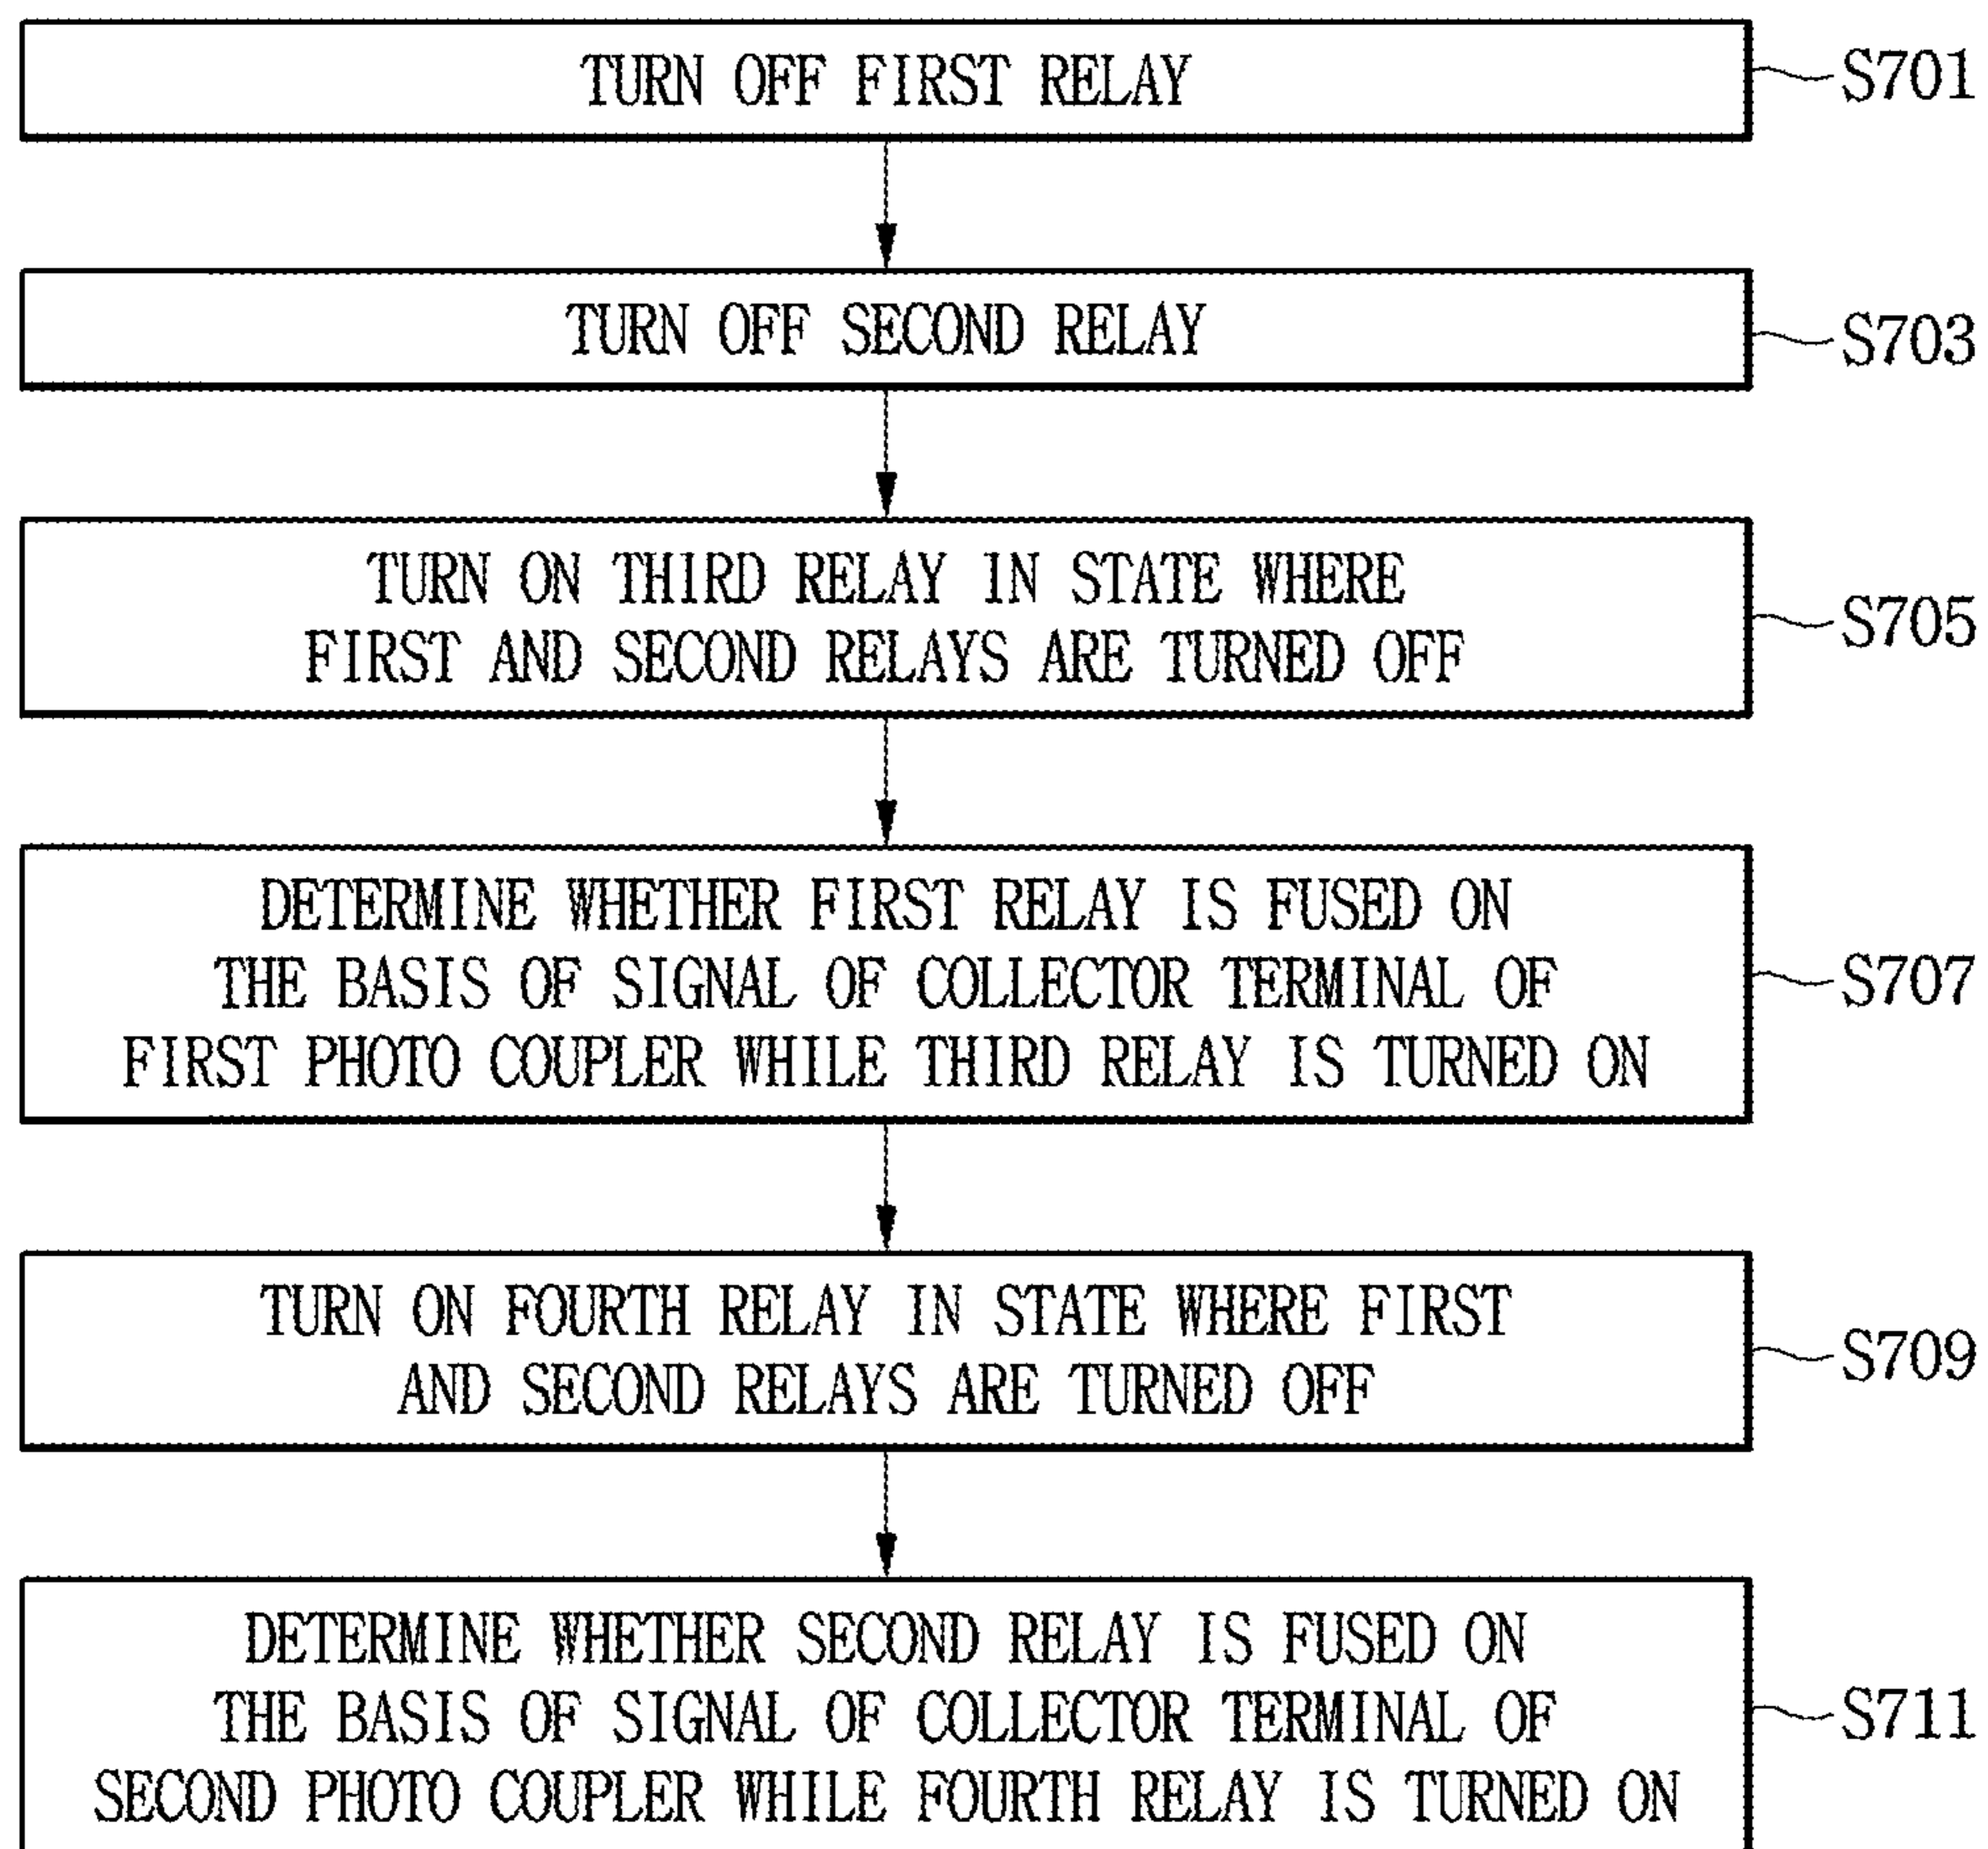 TURN OFF FIRST RELAY
S701
TURN OFF SECOND RELAY
S703
TURN ON THIRD RELAY IN STATE WHERE
FIRST AND SECOND RELAYS ARE TURNED OFF
S705
DETERMINE WHETHER FIRST RELAY IS FUSED ON
THE BASIS OF SIGNAL OF COLLECTOR TERMINAL OF
FIRST PHOTO COUPLER WHILE THIRD RELAY IS TURNED ON
S707
TURN ON FOURTH RELAY IN STATE WHERE FIRST
AND SECOND RELAYS ARE TURNED OFF
S709
DETERMINE WHETHER SECOND RELAY IS FUSED ON
THE BASIS OF SIGNAL OF COLLECTOR TERMINAL OF
SECOND PHOTO COUPLER WHILE FOURTH RELAY IS TURNED ON
S711